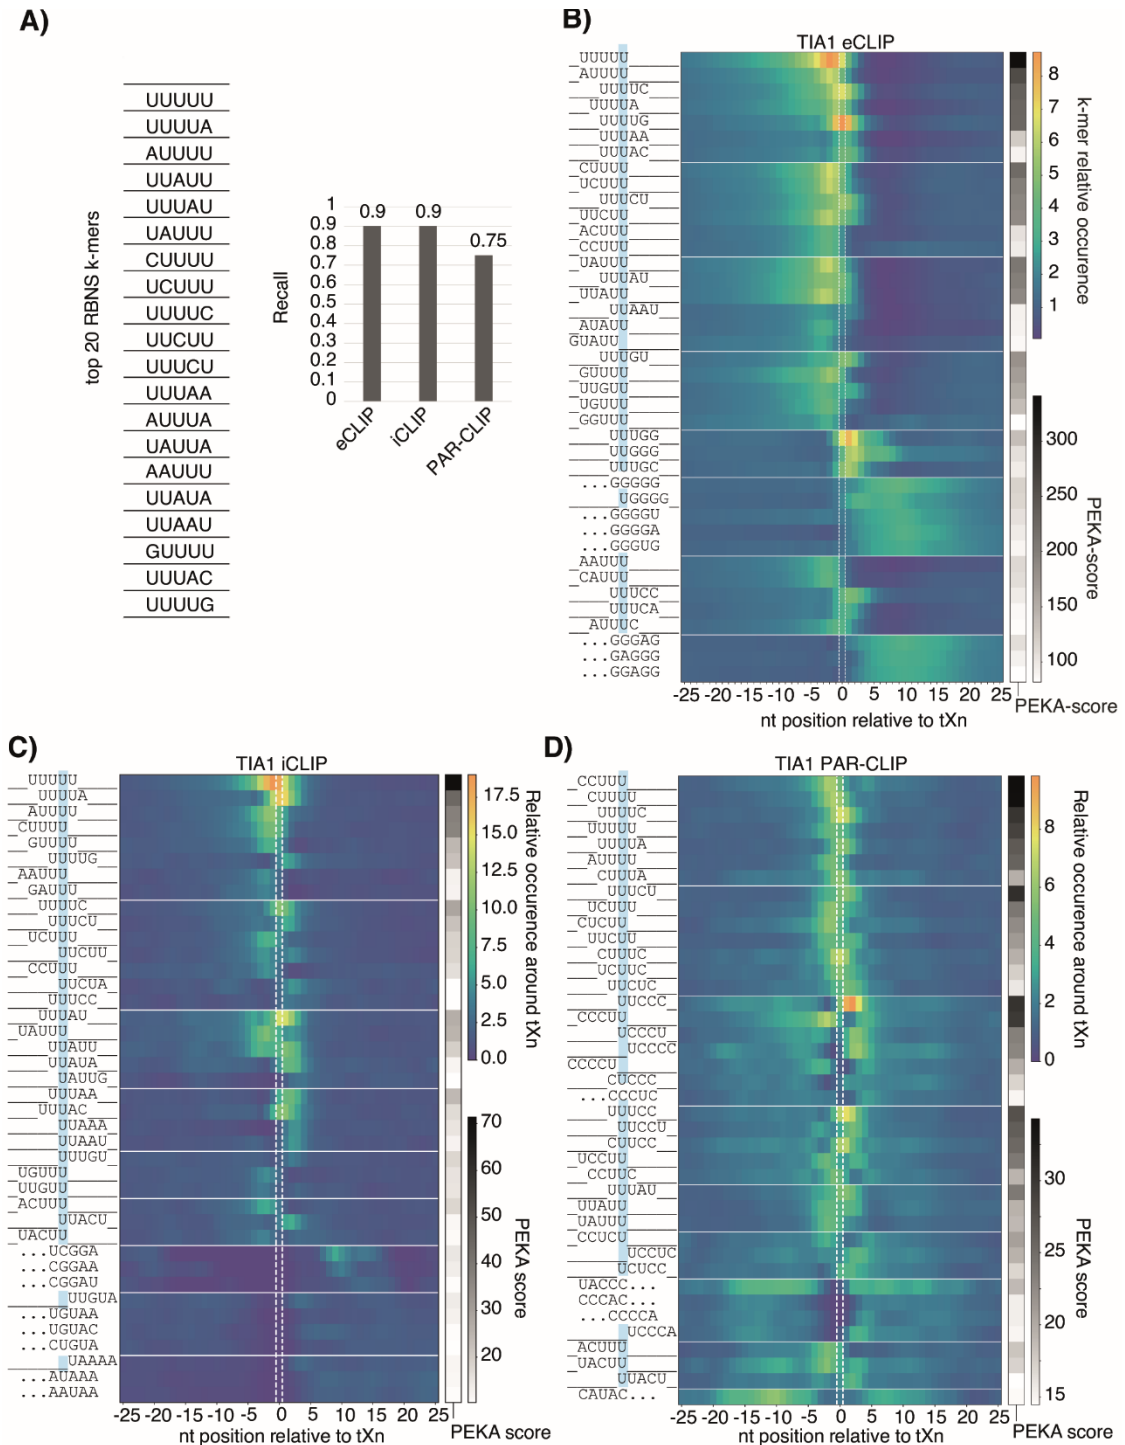 A)
top 20 RBNS k-mers
UUUUU
UUUUA
AUUUU
UUAUU
UUUAU
UAUUU
CUUUU
UCUUU
UUUUC
UUCUU
UUUCU
UUUAA
AUUUA
UAUUA
AAUUU
UUAUA
UUAAU
GUUUU
UUUAC
UUUUG
Recall
1
0.9
0.8
0.7
0.6
0.5
0.4
0.3
0.2
0.1
0
0.9 0.9 0.75
eCLIP iCLIP PAR-CLIP
B)
TIA1 eCLIP
UUUUU
AUUUU
UUUUC
UUUUA
UUUUG
UUUAA
UUUAC
CUUUU
UCUUU
UUUCU
UUCUU
ACUUU
CCUUU
UAUUU
UUUAU
UUAUU
UUAAU
AUAUU
GUAUU
UUUGU
GUUUU
UUGUU
UGUUU
GGUUU
UUUGG
UUGGG
UUUGC
...GGGGG
UGGGG
...GGGGU
...GGGGA
...GGGUG
AAUUU
CAUUU
UUUCC
UUUCA
AUUUC
...GGGAG
...GAGGG
...GGAGG
-25 -20 -15 -10 -5 0 5 10 15 20 25
nt position relative to tXn
PEKA-score
8
7
6
5
4
3
2
1
k-mer relative occurence
300
250
200
150
100
PEKA-score
C)
TIA1 iCLIP
UUUUU
UUUUA
AUUUU
CUUUU
GUUUU
UUUUG
AAUUU
GAUUU
UUUUC
UUUCU
UCUUU
UUCUU
CCUUU
UUCUA
UUUCC
UUUAU
UAUUU
UUAUU
UUAUA
UAUUG
UUUAA
UUUAC
UUAAA
UUAAU
UUUGU
UGUUU
UUGUU
ACUUU
UUACU
UACUU
...UCGGA
...CGGAA
...CGGAU
UUGUA
...UGUAA
...UGUAC
...CUGUA
UAAAA
...AUAAA
...AAUAA
-25 -20 -15 -10 -5 0 5 10 15 20 25
nt position relative to tXn
PEKA score
17.5
15.0
12.5
10.0
7.5
5.0
2.5
0.0
Relative occurence around tXn
70
60
50
40
30
20
PEKA score
D)
TIA1 PAR-CLIP
CCUUU
CUUUU
UUUUC
UUUUU
UUUUA
AUUUU
CUUUA
UUUCU
UCUUU
CUCUU
UUCUU
CUUUC
UCUUC
UUCUC
UUCCC
CCCUU
UCCCU
UCCCC
CCCCU
CUCCC
...CCCUC
UUUCC
UUCCU
CUUCC
UCCUU
CCUUC
UUUAU
UUAUU
UAUUU
CCUCU
UCCUC
UCUCC
UACCC...
CCCAC...
...CCCCA
UCCCA
ACUUU
UACUU
UUACU
CAUAC...
-25 -20 -15 -10 -5 0 5 10 15 20 25
nt position relative to tXn
PEKA score
8
6
4
2
0
Relative occurence around tXn
30
25
20
15
PEKA score